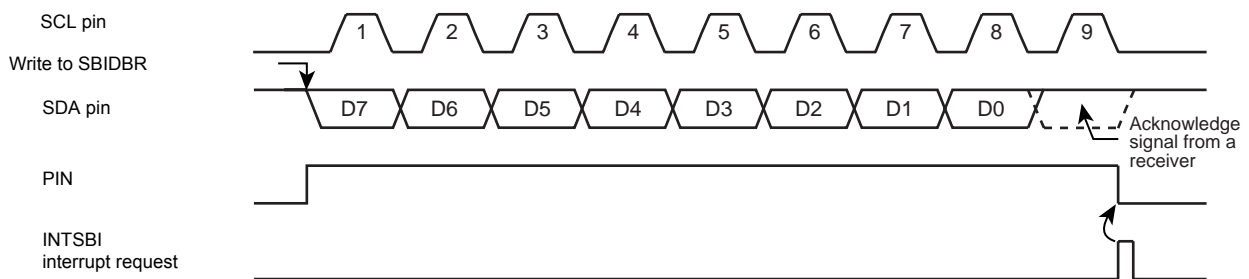 SCL pin
1 2 3 4 5 6 7 8 9
Write to SBIDBR
SDA pin
D7 D6 D5 D4 D3 D2 D1 D0
Acknowledge
signal from a
receiver
PIN
INTSBI
interrupt request